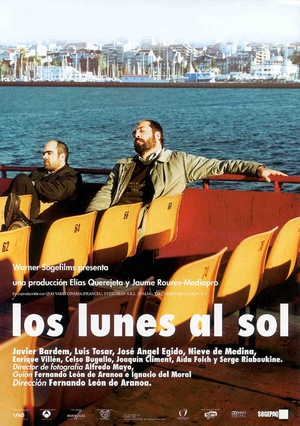 62
64
Warner Sogefilms presenta
una producción Elías Querejeta y Jaume Roures-Mediapro
los lunes al sol
Javier Bardem, Luis Tosar, José Ángel Egido, Nieve de Medina,
Enrique Villén, Celso Bugallo, Joaquín Climent, Aida Folch y Serge Riaboukine.
Director de fotografía Alfredo Mayo,
Guión Fernando León de Aranoa e Ignacio del Moral
Dirección Fernando León de Aranoa.
SOGEPAQ